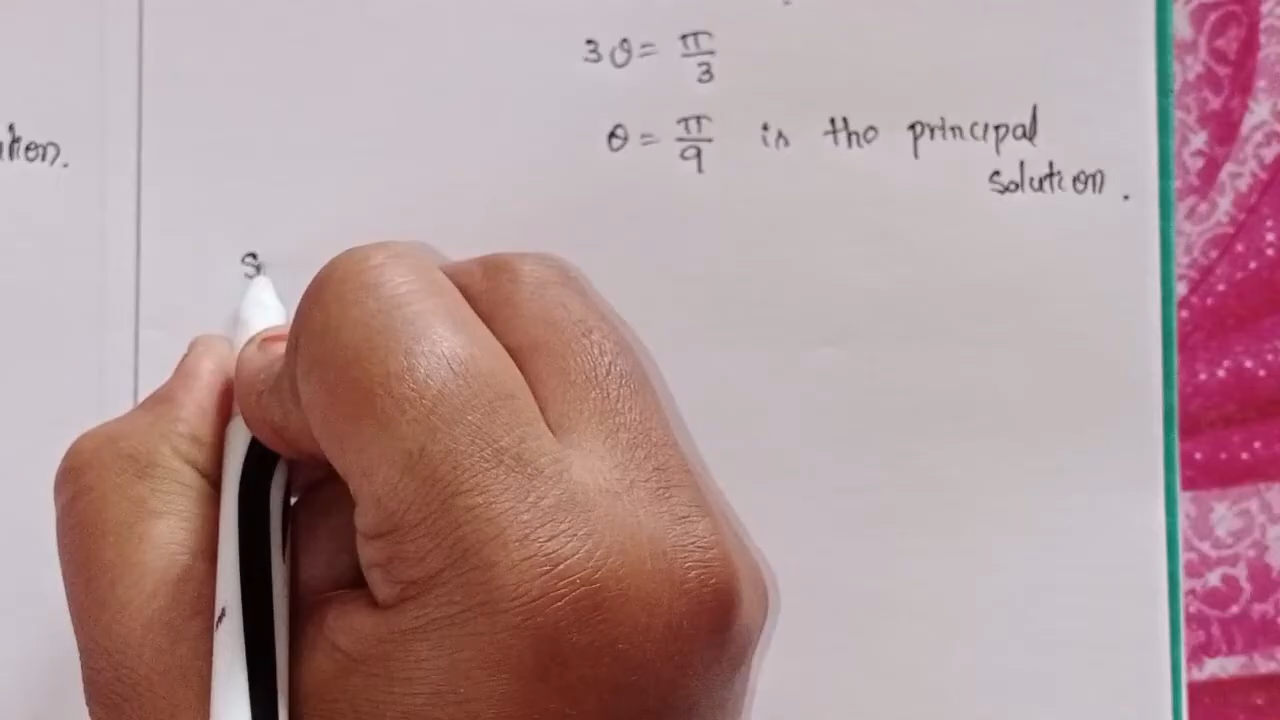 3θ = π/3
θ = π/9 is the principal
solution.
S